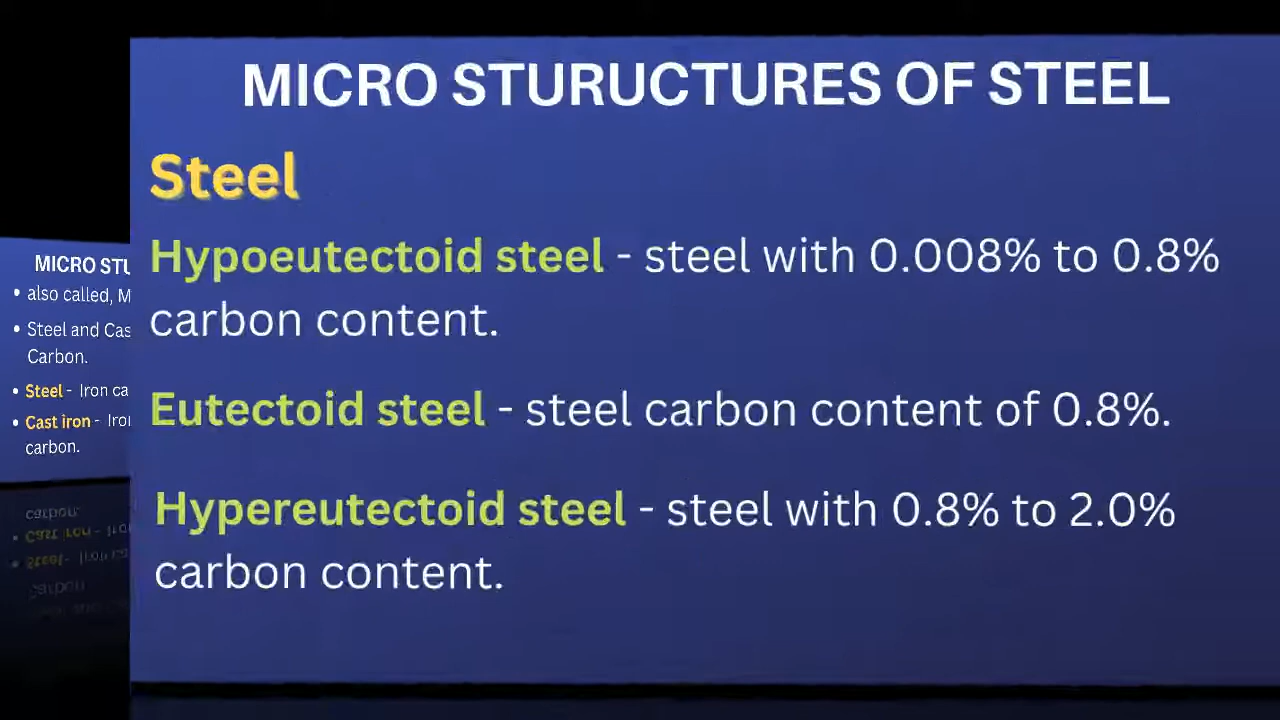 MICRO STURUCTURES OF STEEL
Steel
Hypoeutectoid steel - steel with 0.008% to 0.8%
carbon content.
Eutectoid steel - steel carbon content of 0.8%.
Hypereutectoid steel - steel with 0.8% to 2.0%
carbon content.
MICRO STU
• also called, M
• Steel and Cas
Carbon.
• Steel - Iron ca
• Cast iron - Iron
carbon.